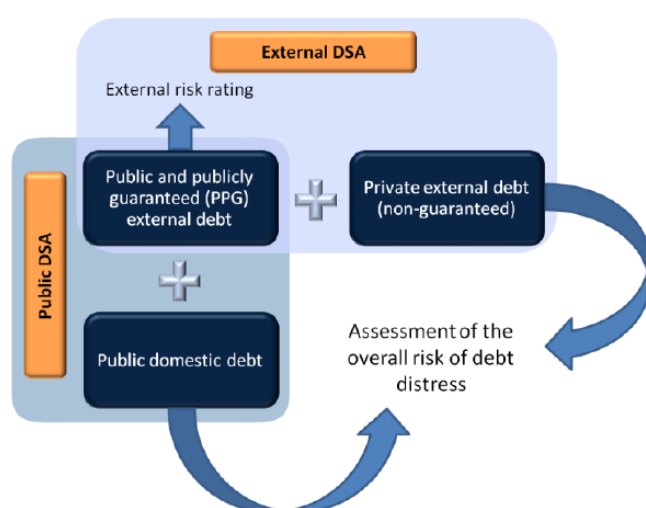 External DSA
External risk rating
Public and publicly
guaranteed (PPG)
external debt
Private external debt
(non-guaranteed)
Public DSA
Public domestic debt
Assessment of the
overall risk of debt
distress